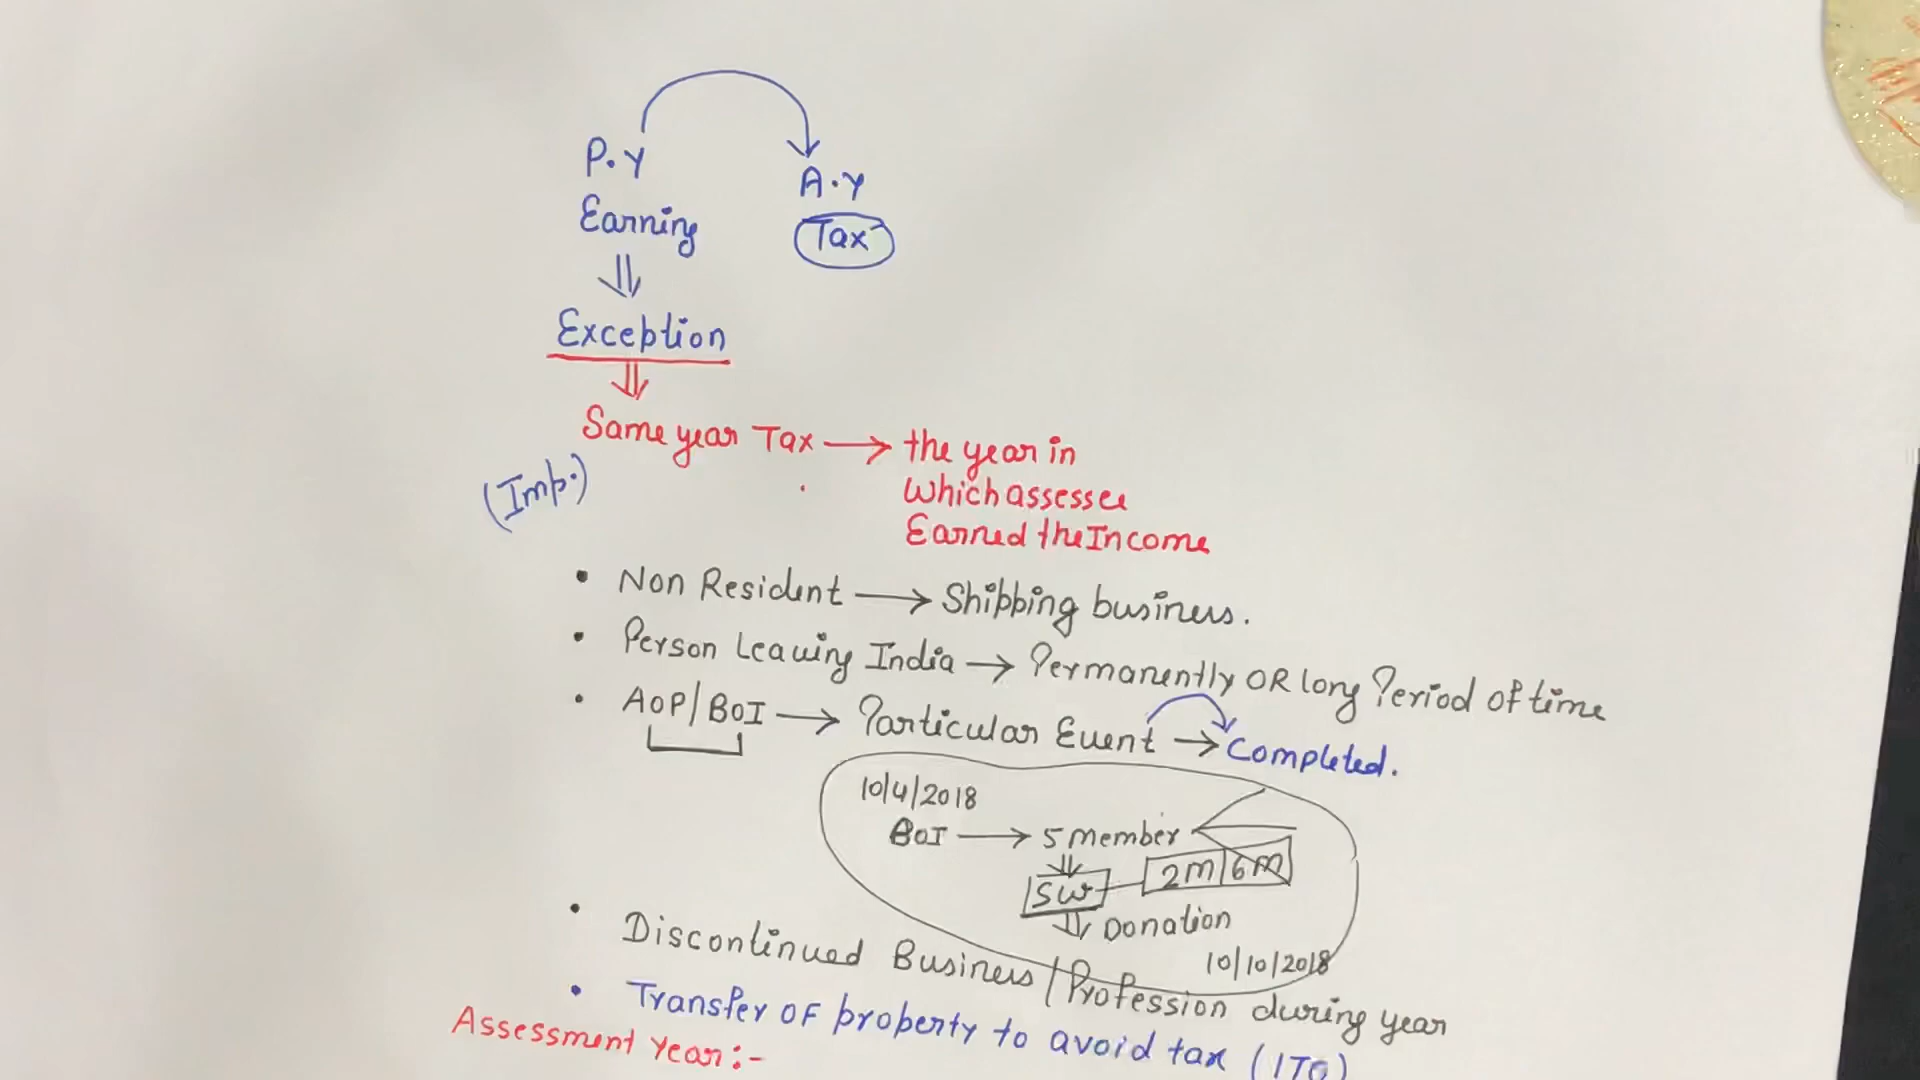 P.Y
A.Y
Earning
Tax
Exception
Same year Tax → the year in
which assessee
Earned the Income
(Imp.)
• Non Resident → Shipping business.
• Person Leaving India → Permanently OR long Period of time
• AOP/BOI → Particular Event → Completed.
10/4/2018
BOI → 5 member
SW 2m 6m
Donation
10/10/2018
• Discontinued Business/Profession during year
• Transfer OF property to avoid tax (ITO)
Assessment Year:-